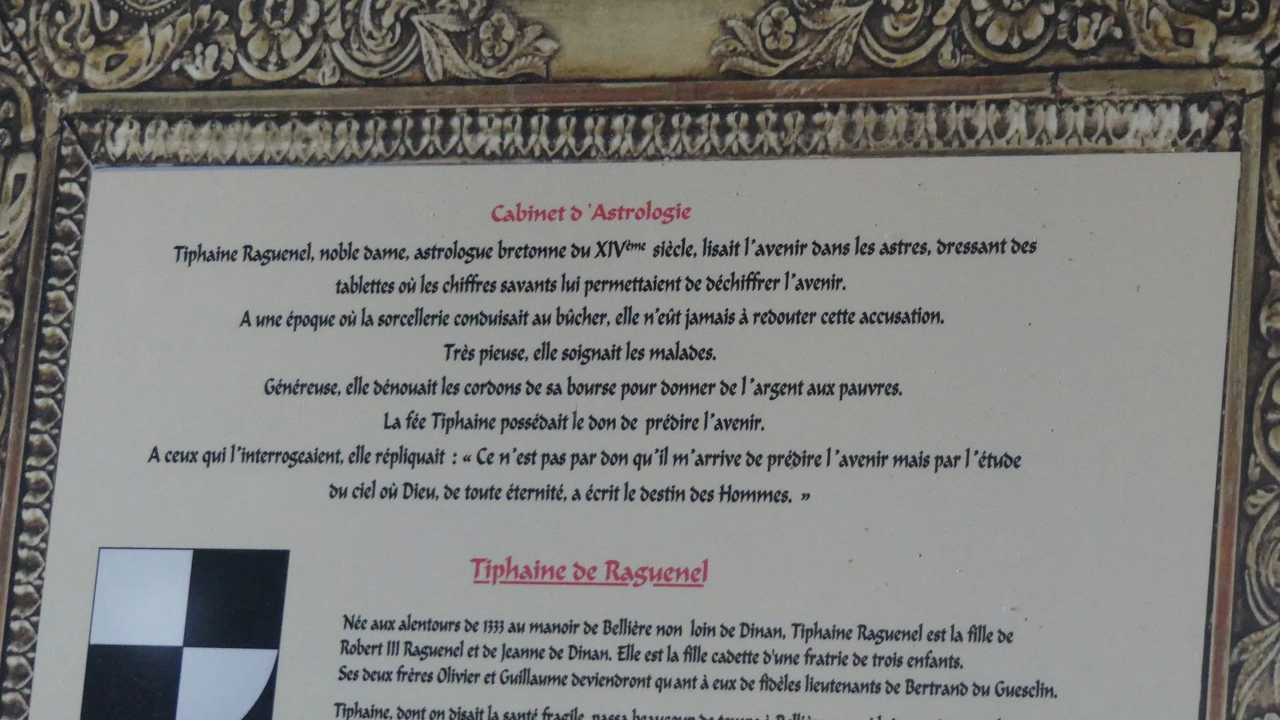 Cabinet d'Astrologie
Tiphaine Raguenel, noble dame, astrologue bretonne du XIVème siècle, lisait l'avenir dans les astres, dressant des
tablettes où les chiffres savants lui permettaient de déchiffrer l'avenir.
A une époque où la sorcellerie conduisait au bûcher, elle n'eût jamais à redouter cette accusation.
Très pieuse, elle soignait les malades.
Généreuse, elle dénouait les cordons de sa bourse pour donner de l'argent aux pauvres.
La fée Tiphaine possédait le don de prédire l'avenir.
A ceux qui l'interrogeaient, elle répliquait : « Ce n'est pas par don qu'il m'arrive de prédire l'avenir mais par l'étude
du ciel où Dieu, de toute éternité, a écrit le destin des Hommes. »
Tiphaine de Raguenel
Née aux alentours de 1333 au manoir de Bellière non loin de Dinan, Tiphaine Raguenel est la fille de
Robert III Raguenel et de Jeanne de Dinan. Elle est la fille cadette d'une fratrie de trois enfants.
Ses deux frères Olivier et Guillaume deviendront quant à eux de fidèles lieutenants de Bertrand du Guesclin.
Tiphaine, dont on disait la santé fragile, passa beaucoup de temps à